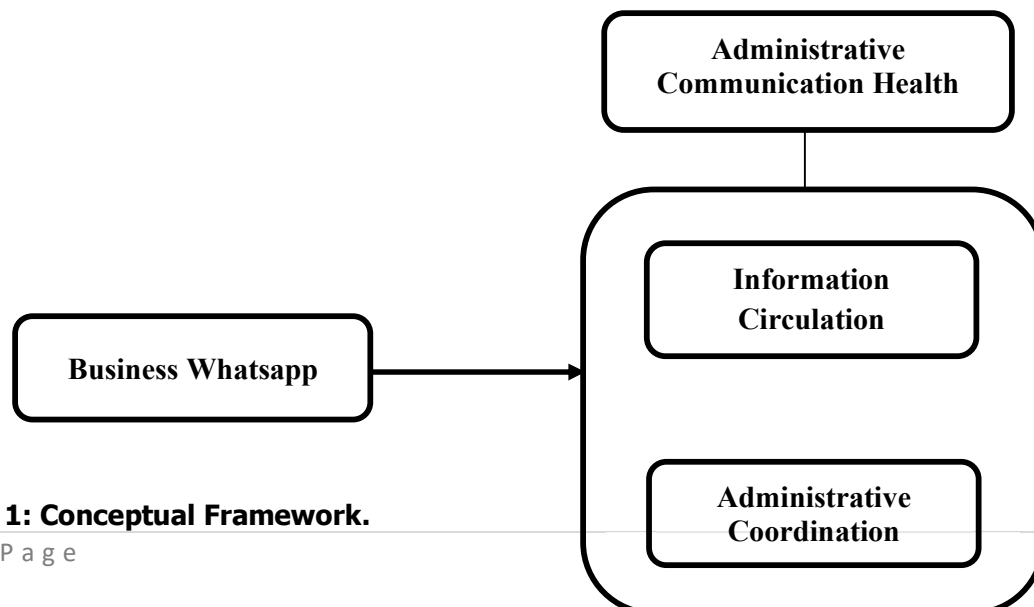 Administrative
Communication Health
Information
Circulation
Business Whatsapp
Administrative
Coordination
1: Conceptual Framework.
P a g e